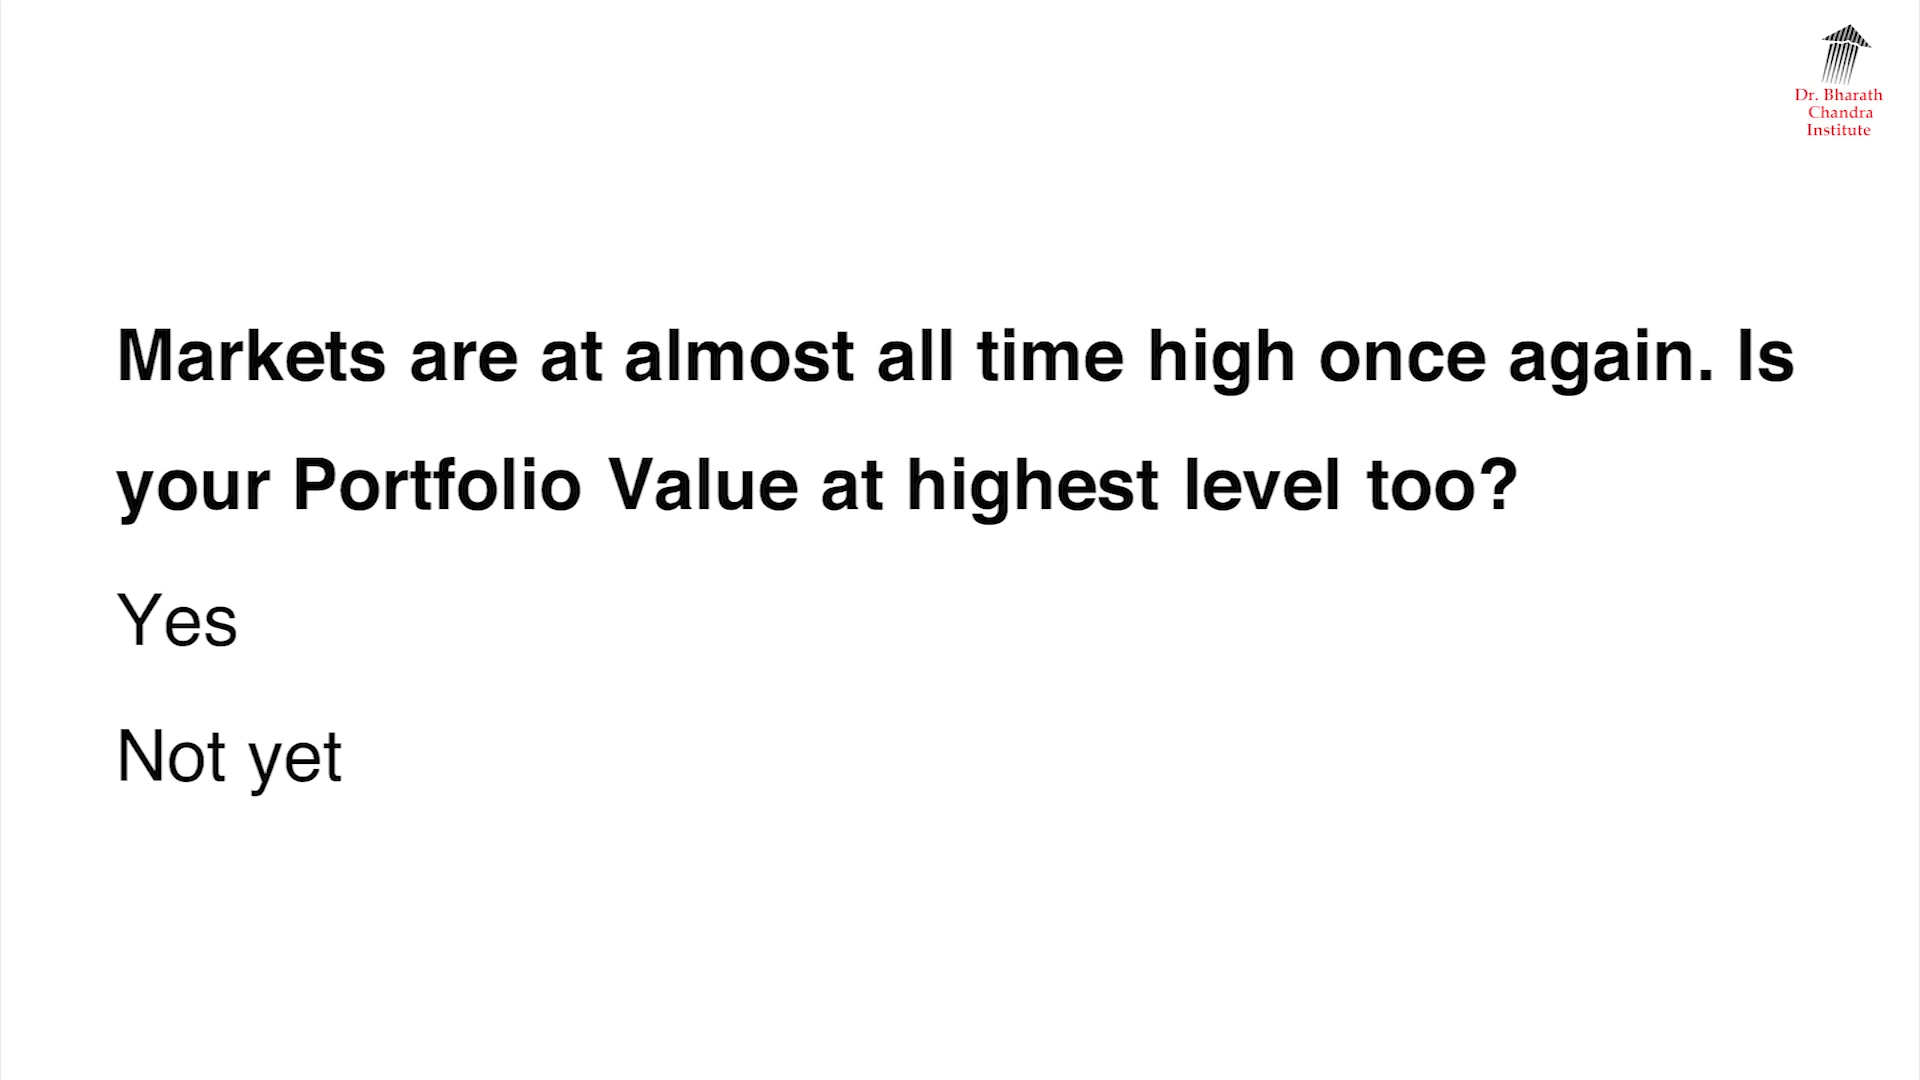 Dr. Bharath
Chandra
Institute
Markets are at almost all time high once again. Is
your Portfolio Value at highest level too?
Yes
Not yet